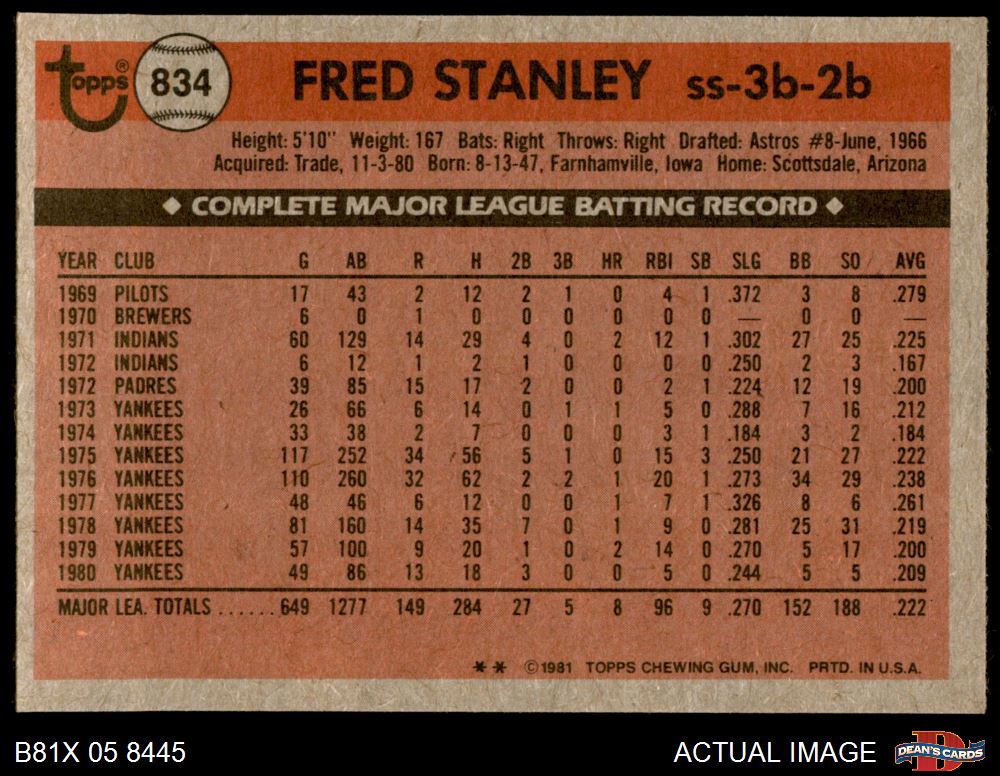 topps® 834 FRED STANLEY ss-3b-2b
Height: 5'10" Weight: 167 Bats: Right Throws: Right Drafted: Astros #8-June, 1966
Acquired: Trade, 11-3-80 Born: 8-13-47, Farnhamville, Iowa Home: Scottsdale, Arizona
◆ COMPLETE MAJOR LEAGUE BATTING RECORD ◆
YEAR CLUB G AB R H 2B 3B HR RBI SB SLG BB SO AVG
1969 PILOTS 17 43 2 12 2 1 0 4 1 .372 3 8 .279
1970 BREWERS 6 0 1 0 0 0 0 0 0 — 0 0 —
1971 INDIANS 60 129 14 29 4 0 2 12 1 .302 27 25 .225
1972 INDIANS 6 12 1 2 1 0 0 0 0 .250 2 3 .167
1972 PADRES 39 85 15 17 2 0 0 2 1 .224 12 19 .200
1973 YANKEES 26 66 6 14 0 1 1 5 0 .288 7 16 .212
1974 YANKEES 33 38 2 7 0 0 0 3 1 .184 3 2 .184
1975 YANKEES 117 252 34 56 5 1 0 15 3 .250 21 27 .222
1976 YANKEES 110 260 32 62 2 2 1 20 1 .273 34 29 .238
1977 YANKEES 48 46 6 12 0 0 1 7 1 .326 8 6 .261
1978 YANKEES 81 160 14 35 7 0 1 9 0 .281 25 31 .219
1979 YANKEES 57 100 9 20 1 0 2 14 0 .270 5 17 .200
1980 YANKEES 49 86 13 18 3 0 0 5 0 .244 5 5 .209
MAJOR LEA. TOTALS ...... 649 1277 149 284 27 5 8 96 9 .270 152 188 .222
** ©1981 TOPPS CHEWING GUM, INC. PRTD. IN U.S.A.
B81X 05 8445 ACTUAL IMAGE DEAN'S CARDS